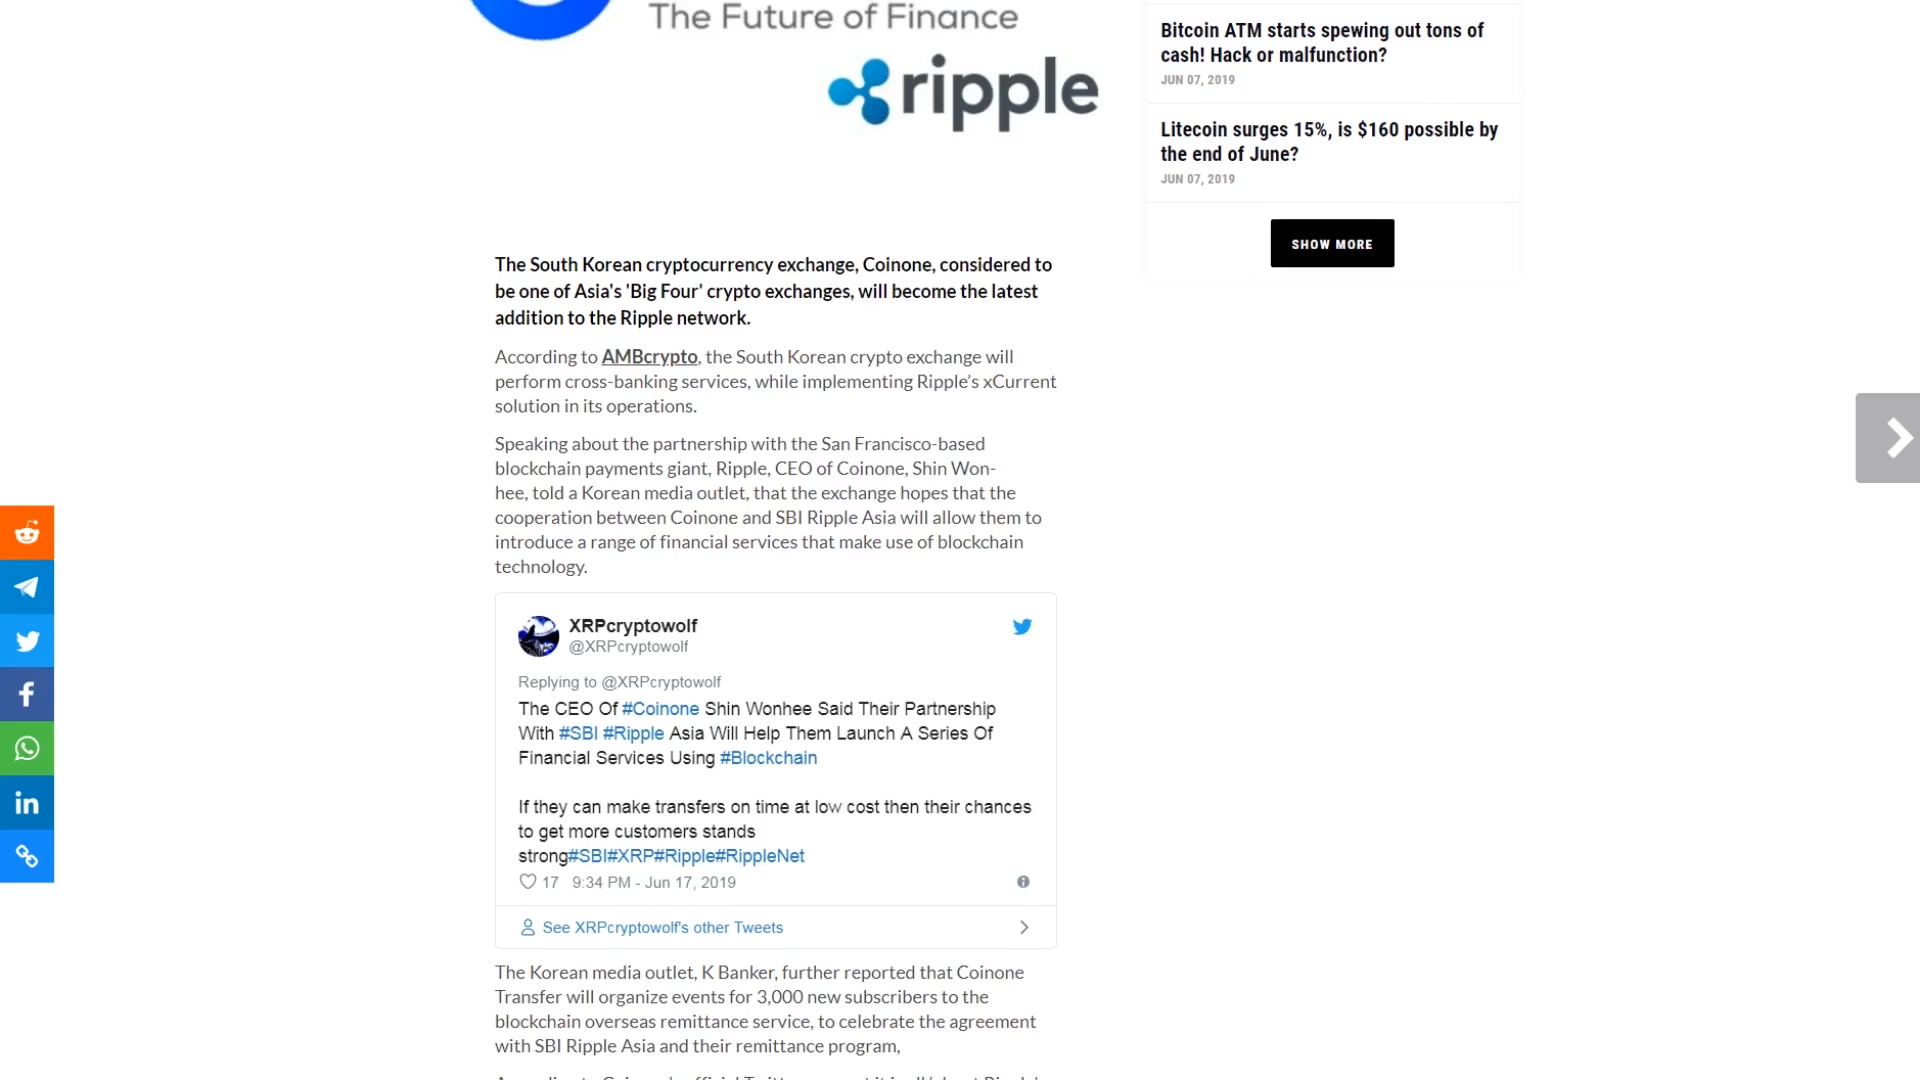 The Future of Finance
ripple
The South Korean cryptocurrency exchange, Coinone, considered to
be one of Asia's 'Big Four' crypto exchanges, will become the latest
addition to the Ripple network.
According to AMBcrypto, the South Korean crypto exchange will
perform cross-banking services, while implementing Ripple’s xCurrent
solution in its operations.
Speaking about the partnership with the San Francisco-based
blockchain payments giant, Ripple, CEO of Coinone, Shin Won-
hee, told a Korean media outlet, that the exchange hopes that the
cooperation between Coinone and SBI Ripple Asia will allow them to
introduce a range of financial services that make use of blockchain
technology.
XRPcryptowolf
@XRPcryptowolf
Replying to @XRPcryptowolf
The CEO Of #Coinone Shin Wonhee Said Their Partnership
With #SBI #Ripple Asia Will Help Them Launch A Series Of
Financial Services Using #Blockchain
If they can make transfers on time at low cost then their chances
to get more customers stands
strong#SBI#XRP#Ripple#RippleNet
17 9:34 PM - Jun 17, 2019
See XRPcryptowolf's other Tweets
The Korean media outlet, K Banker, further reported that Coinone
Transfer will organize events for 3,000 new subscribers to the
blockchain overseas remittance service, to celebrate the agreement
with SBI Ripple Asia and their remittance program,
Bitcoin ATM starts spewing out tons of
cash! Hack or malfunction?
JUN 07, 2019
Litecoin surges 15%, is $160 possible by
the end of June?
JUN 07, 2019
SHOW MORE